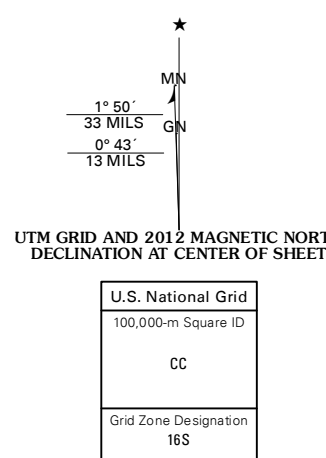 ★
MN
1° 50´
33 MILS
GN
0° 43´
13 MILS
UTM GRID AND 2012 MAGNETIC NORT
DECLINATION AT CENTER OF SHEET
U.S. National Grid
100,000-m Square ID
CC
Grid Zone Designation
16S